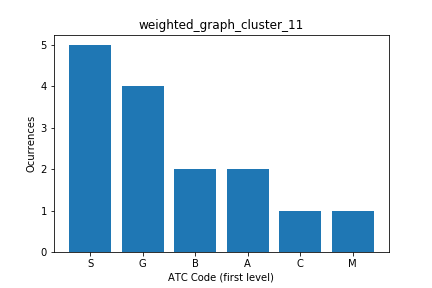 weighted_graph_cluster_11
Ocurrences
5
4
3
2
1
0
S G B A C M
ATC Code (first level)